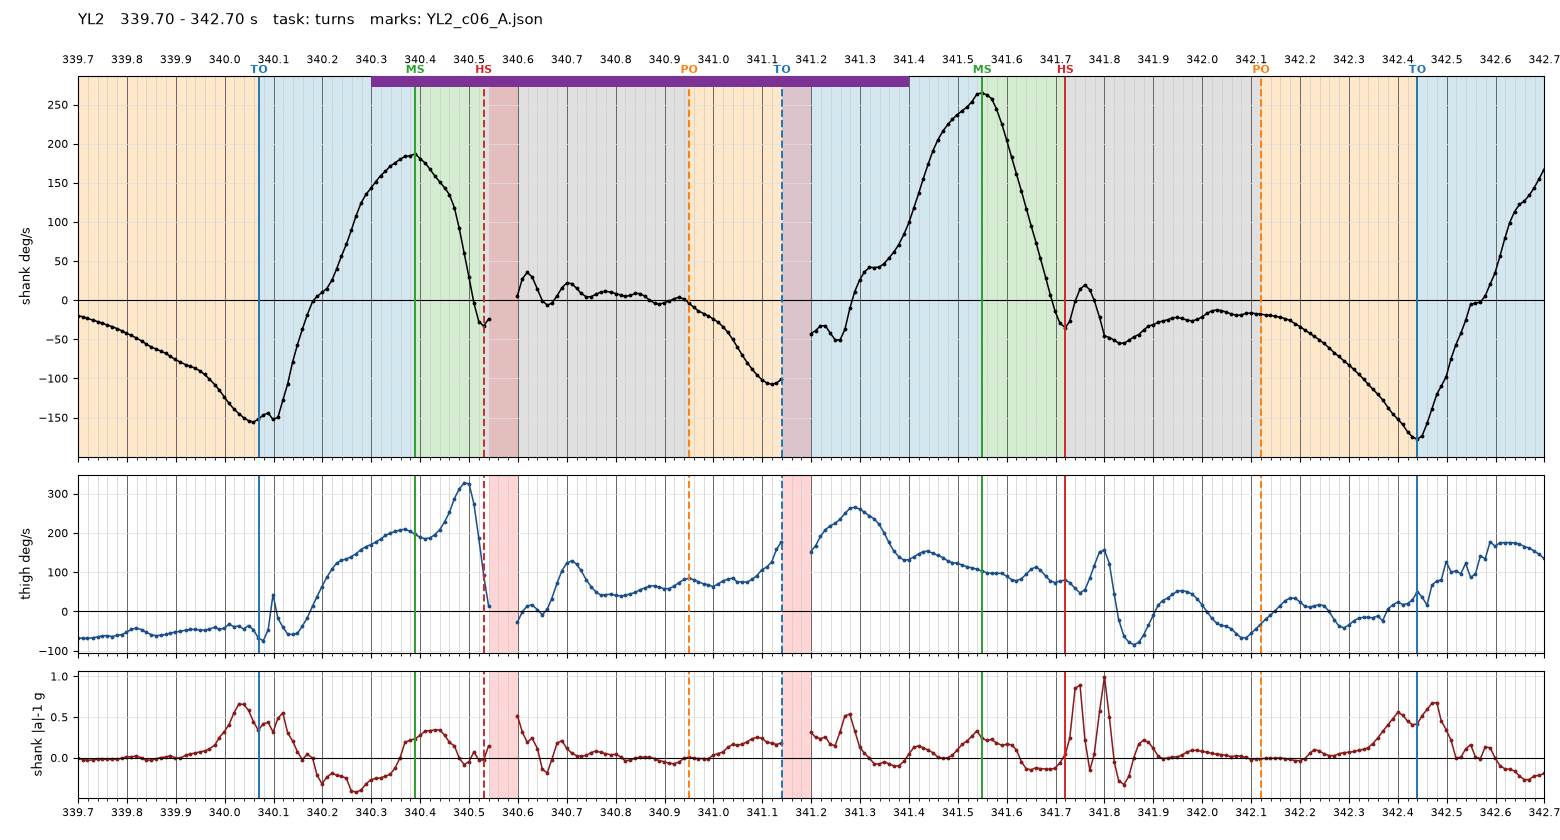 YL2   339.70 - 342.70 s   task: turns   marks: YL2_c06_A.json
339.7 339.8 339.9 340.0 340.1 340.2 340.3 340.4 340.5 340.6 340.7 340.8 340.9 341.0 341.1 341.2 341.3 341.4 341.5 341.6 341.7 341.8 341.9 342.0 342.1 342.2 342.3 342.4 342.5 342.6 342.7
TO MS HS PO TO MS HS PO TO
shank deg/s
250
200
150
100
50
0
−50
−100
−150
thigh deg/s
300
200
100
0
−100
shank |a|-1 g
1.0
0.5
0.0
339.7 339.8 339.9 340.0 340.1 340.2 340.3 340.4 340.5 340.6 340.7 340.8 340.9 341.0 341.1 341.2 341.3 341.4 341.5 341.6 341.7 341.8 341.9 342.0 342.1 342.2 342.3 342.4 342.5 342.6 342.7